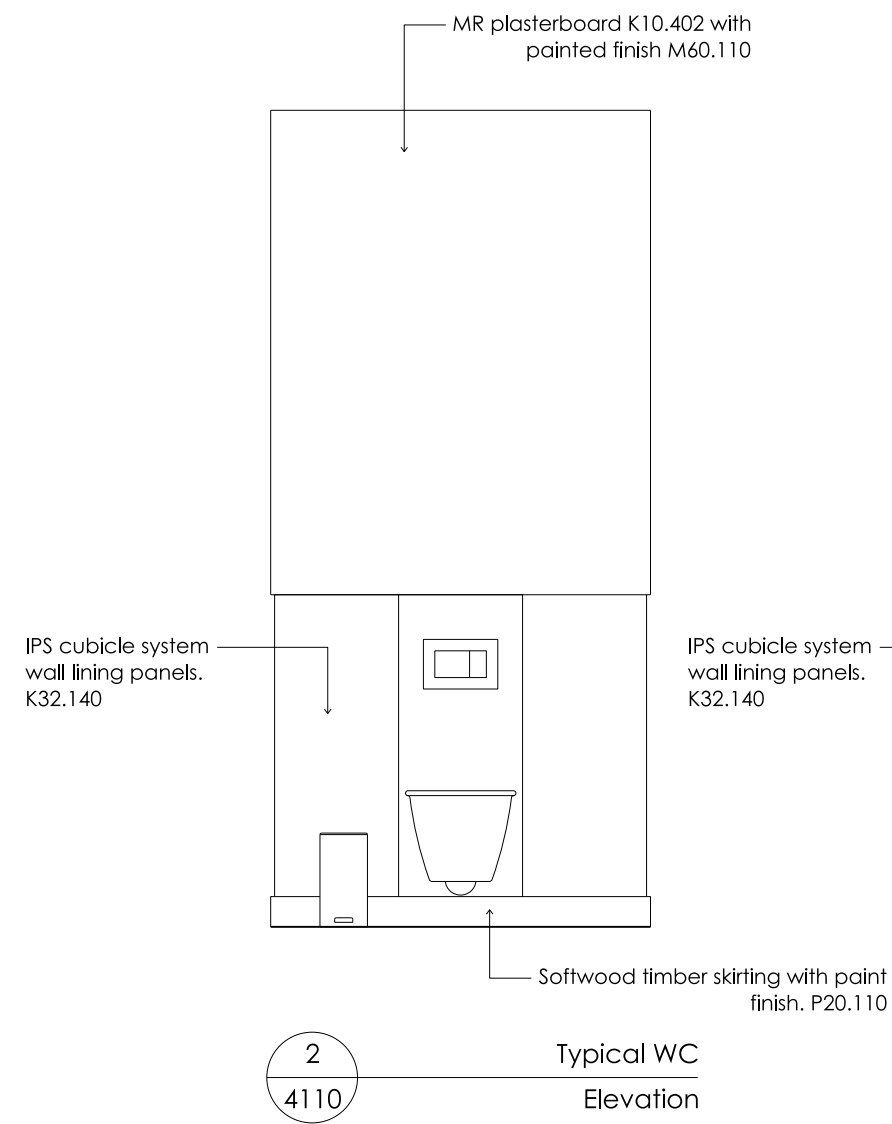 MR plasterboard K10.402 with
painted finish M60.110
IPS cubicle system
wall lining panels.
K32.140
IPS cubicle system
wall lining panels.
K32.140
Softwood timber skirting with paint
finish. P20.110
2
4110
Typical WC
Elevation